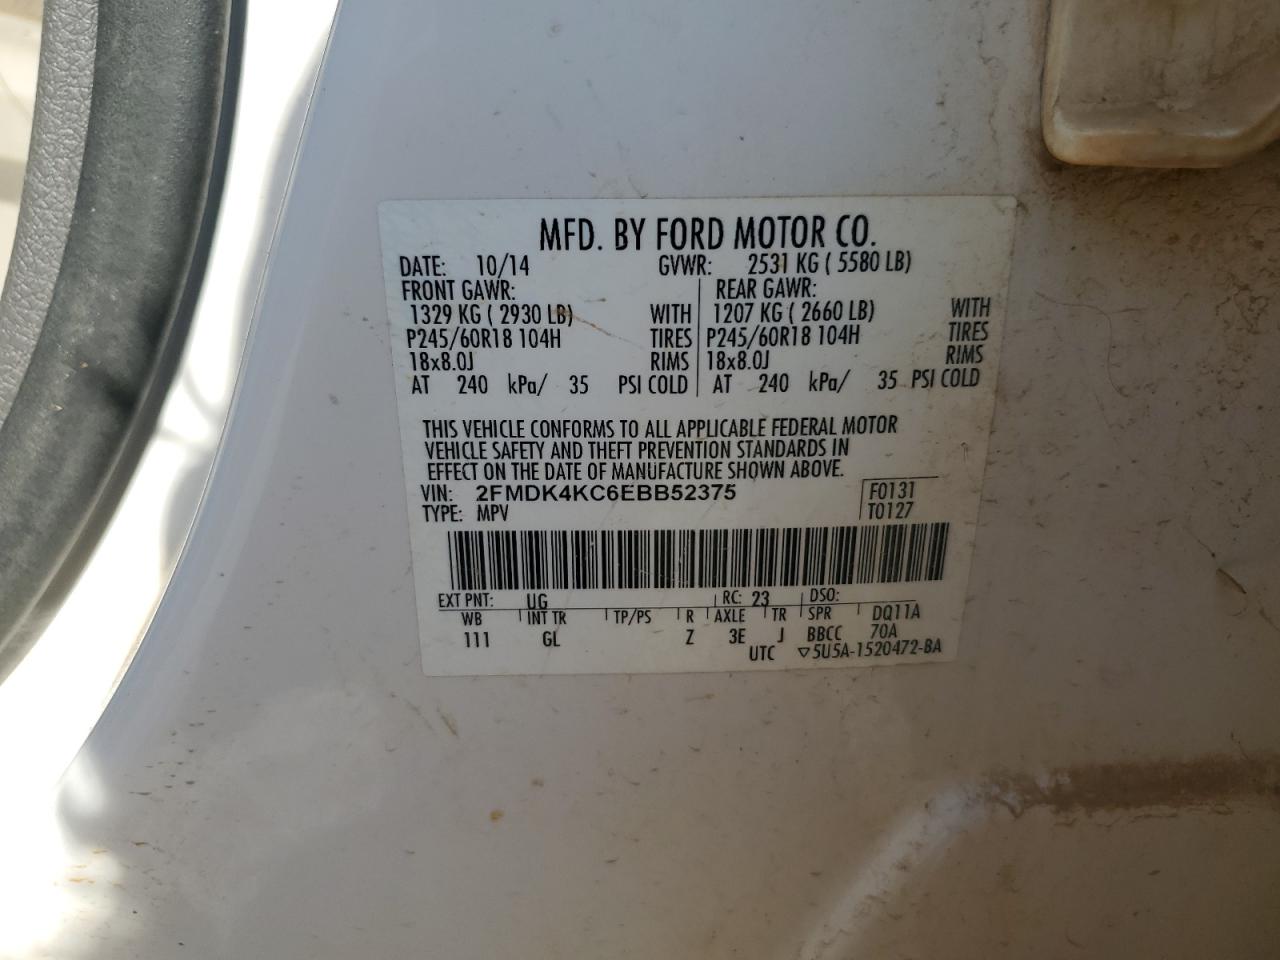 MFD. BY FORD MOTOR CO.
DATE: 10/14 GVWR: 2531 KG ( 5580 LB)
FRONT GAWR: REAR GAWR:
1329 KG ( 2930 LB) WITH 1207 KG ( 2660 LB) WITH
P245/60R18 104H TIRES P245/60R18 104H TIRES
18x8.0J RIMS 18x8.0J RIMS
AT 240 kPa/ 35 PSI COLD AT 240 kPa/ 35 PSI COLD
THIS VEHICLE CONFORMS TO ALL APPLICABLE FEDERAL MOTOR
VEHICLE SAFETY AND THEFT PREVENTION STANDARDS IN
EFFECT ON THE DATE OF MANUFACTURE SHOWN ABOVE.
VIN: 2FMDK4KC6EBB52375 F0131
TYPE: MPV T0127
EXT PNT: UG RC: 23 DSO:
WB INT TR TP/PS R AXLE TR SPR DQ11A
111 GL Z 3E J BBCC 70A
UTC ▽5U5A-1520472-BA